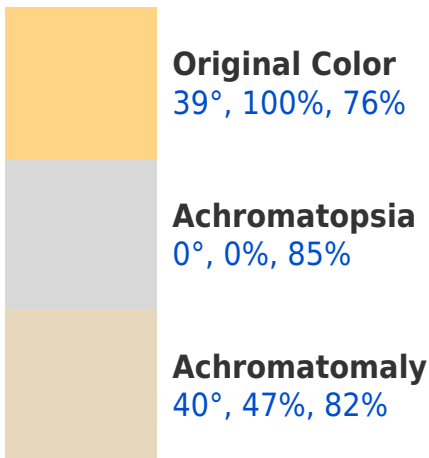 Original Color
39°, 100%, 76%
Achromatopsia
0°, 0%, 85%
Achromatomaly
40°, 47%, 82%